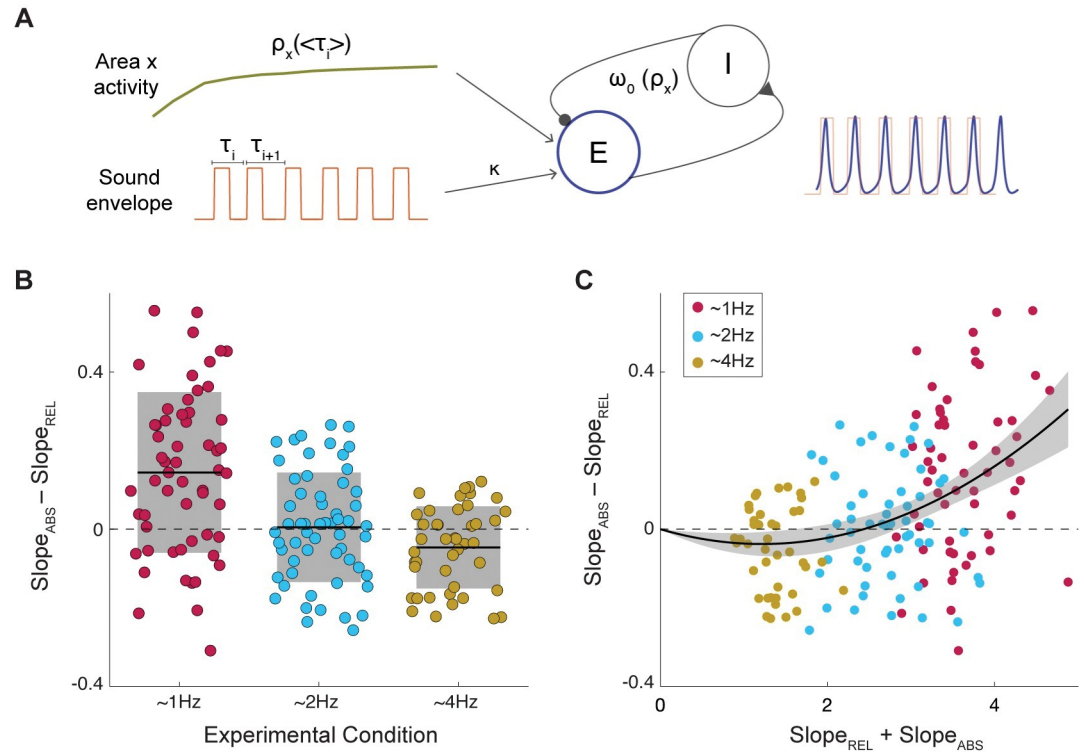 A
Area x
activity
ρx(<τi>)
Sound
envelope
τi
τi+1
κ
E
I
ω0 (ρx)
B
SlopeABS – SlopeREL
0.4
0
-0.4
~1Hz
~2Hz
~4Hz
Experimental Condition
C
~1Hz
~2Hz
~4Hz
SlopeABS – SlopeREL
0.4
0
-0.4
0
2
4
SlopeREL + SlopeABS